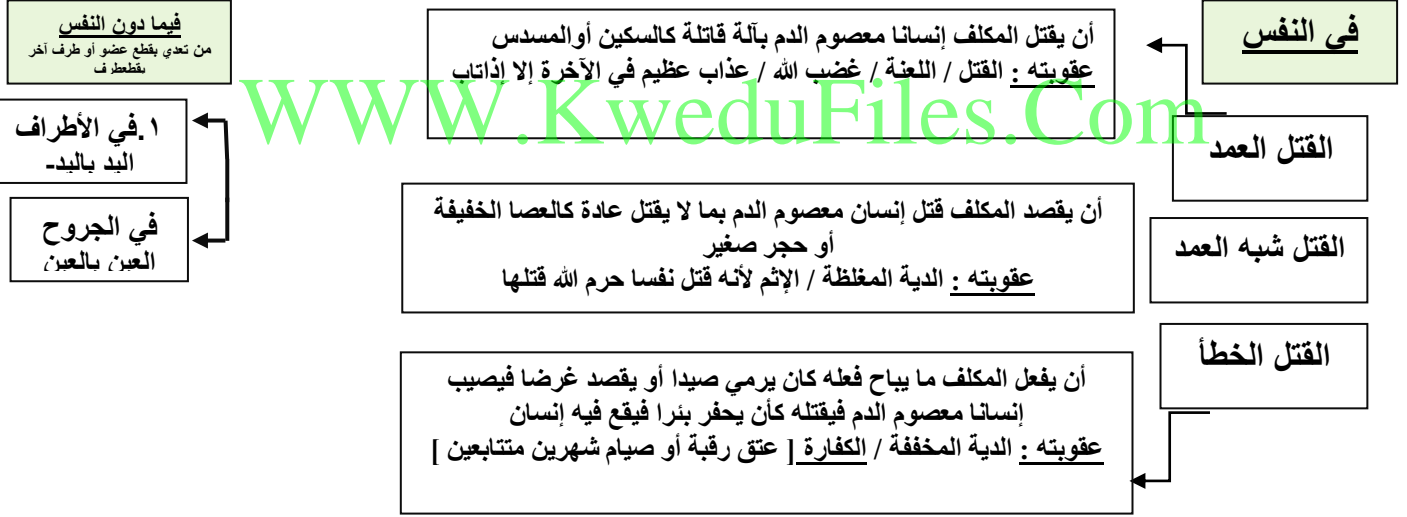 في النفس
القتل العمد
أن يقتل المكلف إنسانا معصوم الدم بآلة قاتلة كالسكين أوالمسدس
عقوبته : القتل / اللعنة / غضب الله / عذاب عظيم في الآخرة إلا إذاتاب
القتل شبه العمد
أن يقصد المكلف قتل إنسان معصوم الدم بما لا يقتل عادة كالعصا الخفيفة
أو حجر صغير
عقوبته : الدية المغلظة / الإثم لأنه قتل نفسا حرم الله قتلها
القتل الخطأ
أن يفعل المكلف ما يباح فعله كان يرمي صيدا أو يقصد غرضا فيصيب
إنسانا معصوم الدم فيقتله كأن يحفر بئرا فيقع فيه إنسان
عقوبته : الدية المخففة / الكفارة [ عتق رقبة أو صيام شهرين متتابعين ]
فيما دون النفس
من تعدي بقطع عضو أو طرف آخر
يقطعطرف
١.في الأطراف
اليد باليد-
في الجروح
العين بالعين
WWW.KweduFiles.Com